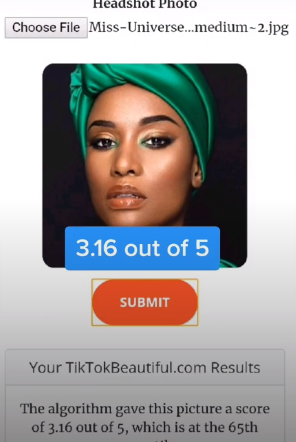 Headshot Photo
Choose File Miss-Universe...medium~2.jpg
3.16 out of 5
SUBMIT
Your TikTokBeautiful.com Results
The algorithm gave this picture a score
of 3.16 out of 5, which is at the 65th